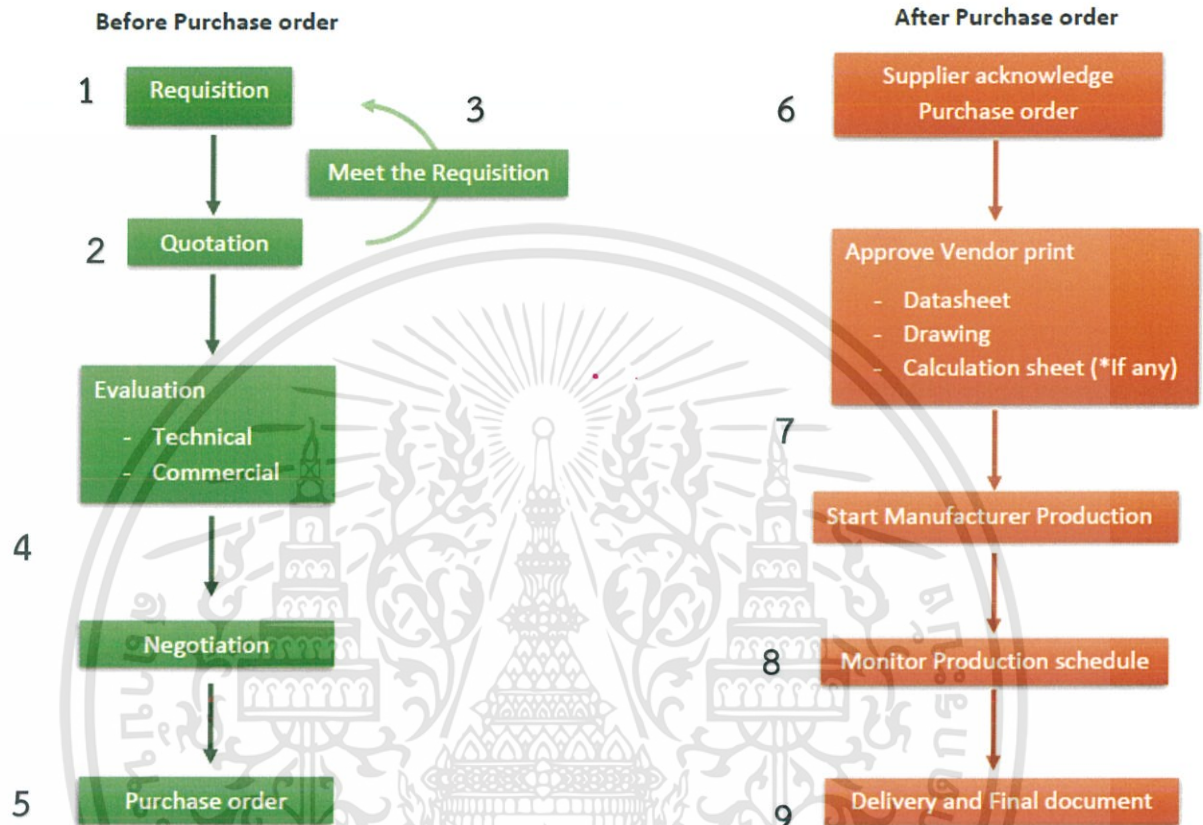 Before Purchase order
1
Requisition
3
Meet the Requisition
2
Quotation
Evaluation
- Technical
- Commercial
4
Negotiation
5
Purchase order
After Purchase order
6
Supplier acknowledge
Purchase order
Approve Vendor print
- Datasheet
- Drawing
- Calculation sheet (*If any)
7
Start Manufacturer Production
8
Monitor Production schedule
9
Delivery and Final document